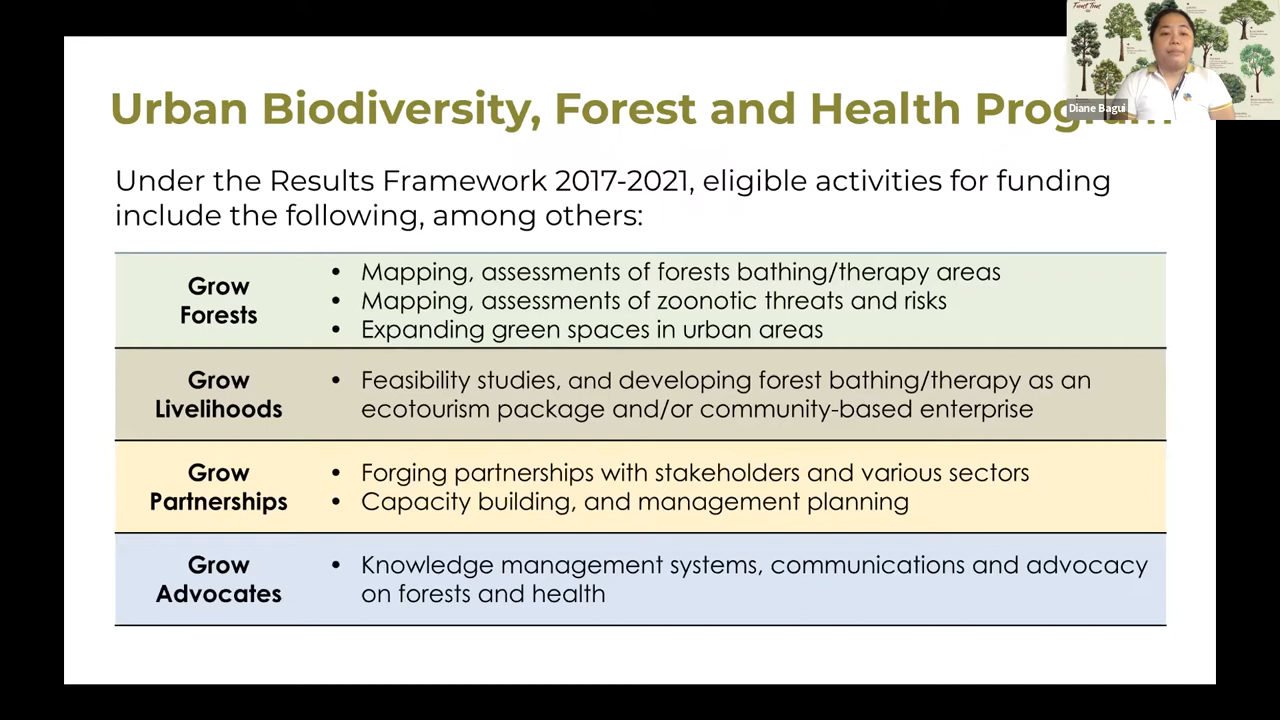 Urban Biodiversity, Forest and Health Program
Diane Bagui
Under the Results Framework 2017-2021, eligible activities for funding
include the following, among others:
Grow
Forests
• Mapping, assessments of forests bathing/therapy areas
• Mapping, assessments of zoonotic threats and risks
• Expanding green spaces in urban areas
Grow
Livelihoods
• Feasibility studies, and developing forest bathing/therapy as an
ecotourism package and/or community-based enterprise
Grow
Partnerships
• Forging partnerships with stakeholders and various sectors
• Capacity building, and management planning
Grow
Advocates
• Knowledge management systems, communications and advocacy
on forests and health